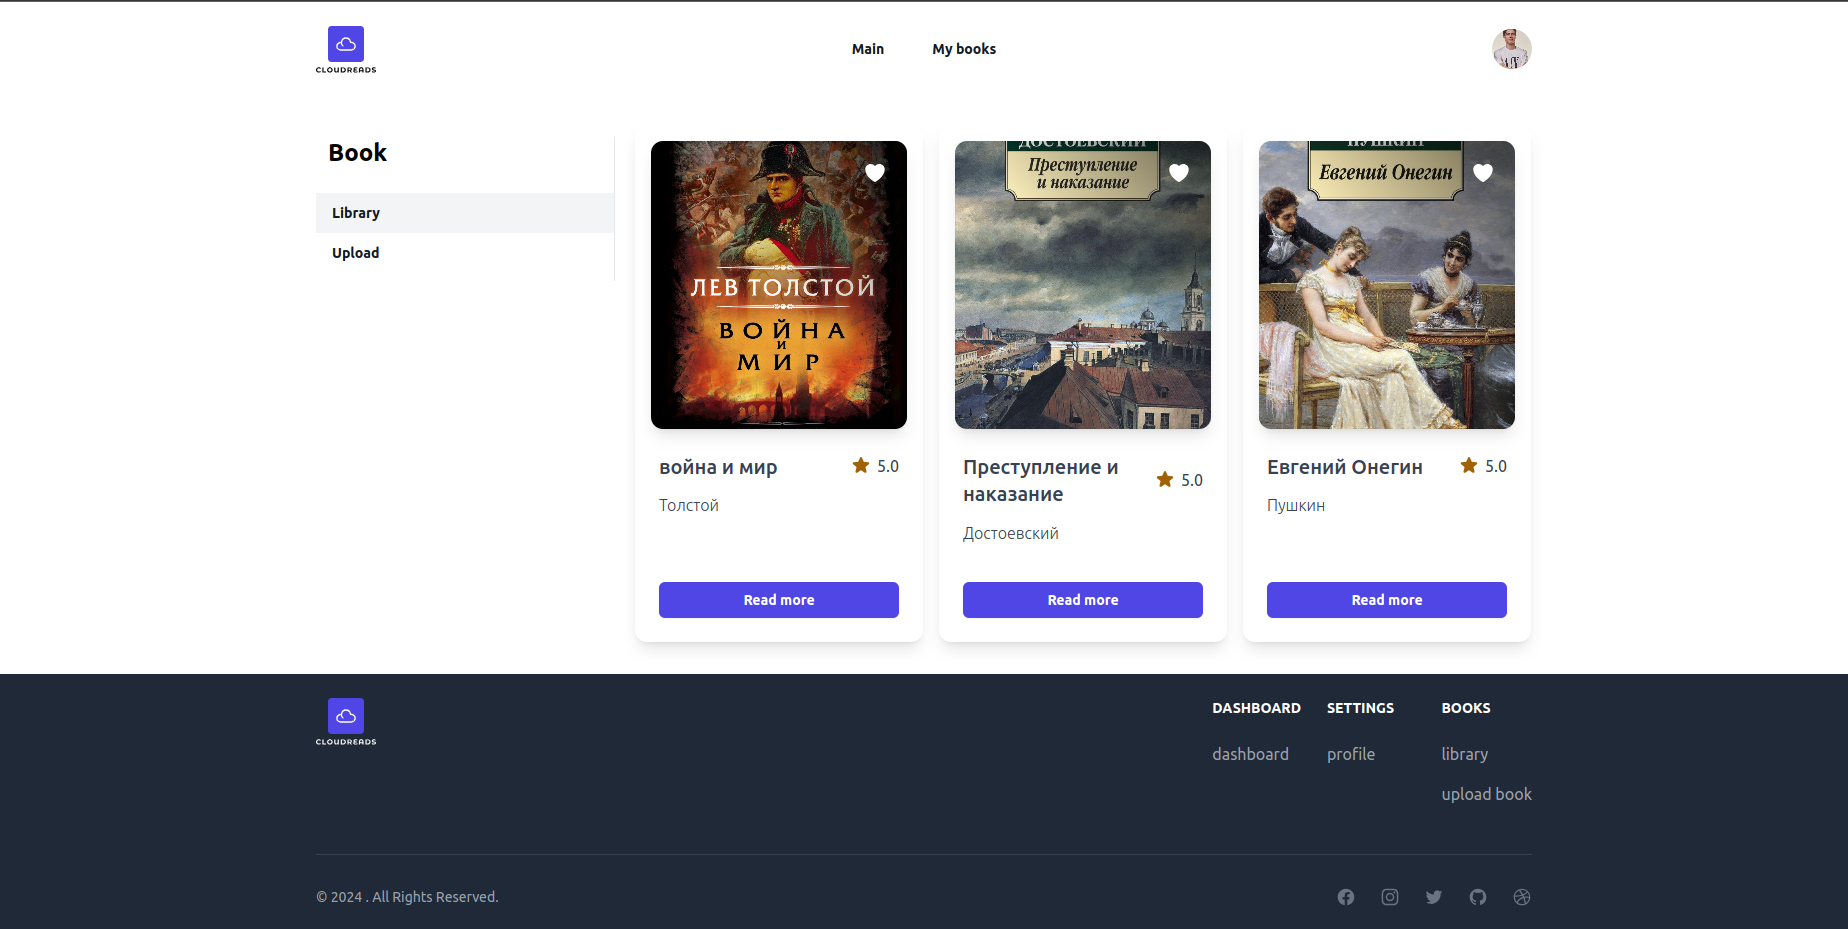 CLOUDREADS
Main
My books
Book
Library
Upload
ЛЕВ ТОЛСТОЙ
ВОЙНА
И
МИР
ДОСТОЕВСКИЙ
Преступление
и наказание
ПУШКИН
Евгений Онегин
война и мир
5.0
Толстой
Read more
Преступление и
наказание
5.0
Достоевский
Read more
Евгений Онегин
5.0
Пушкин
Read more
CLOUDREADS
DASHBOARD
dashboard
SETTINGS
profile
BOOKS
library
upload book
© 2024 . All Rights Reserved.